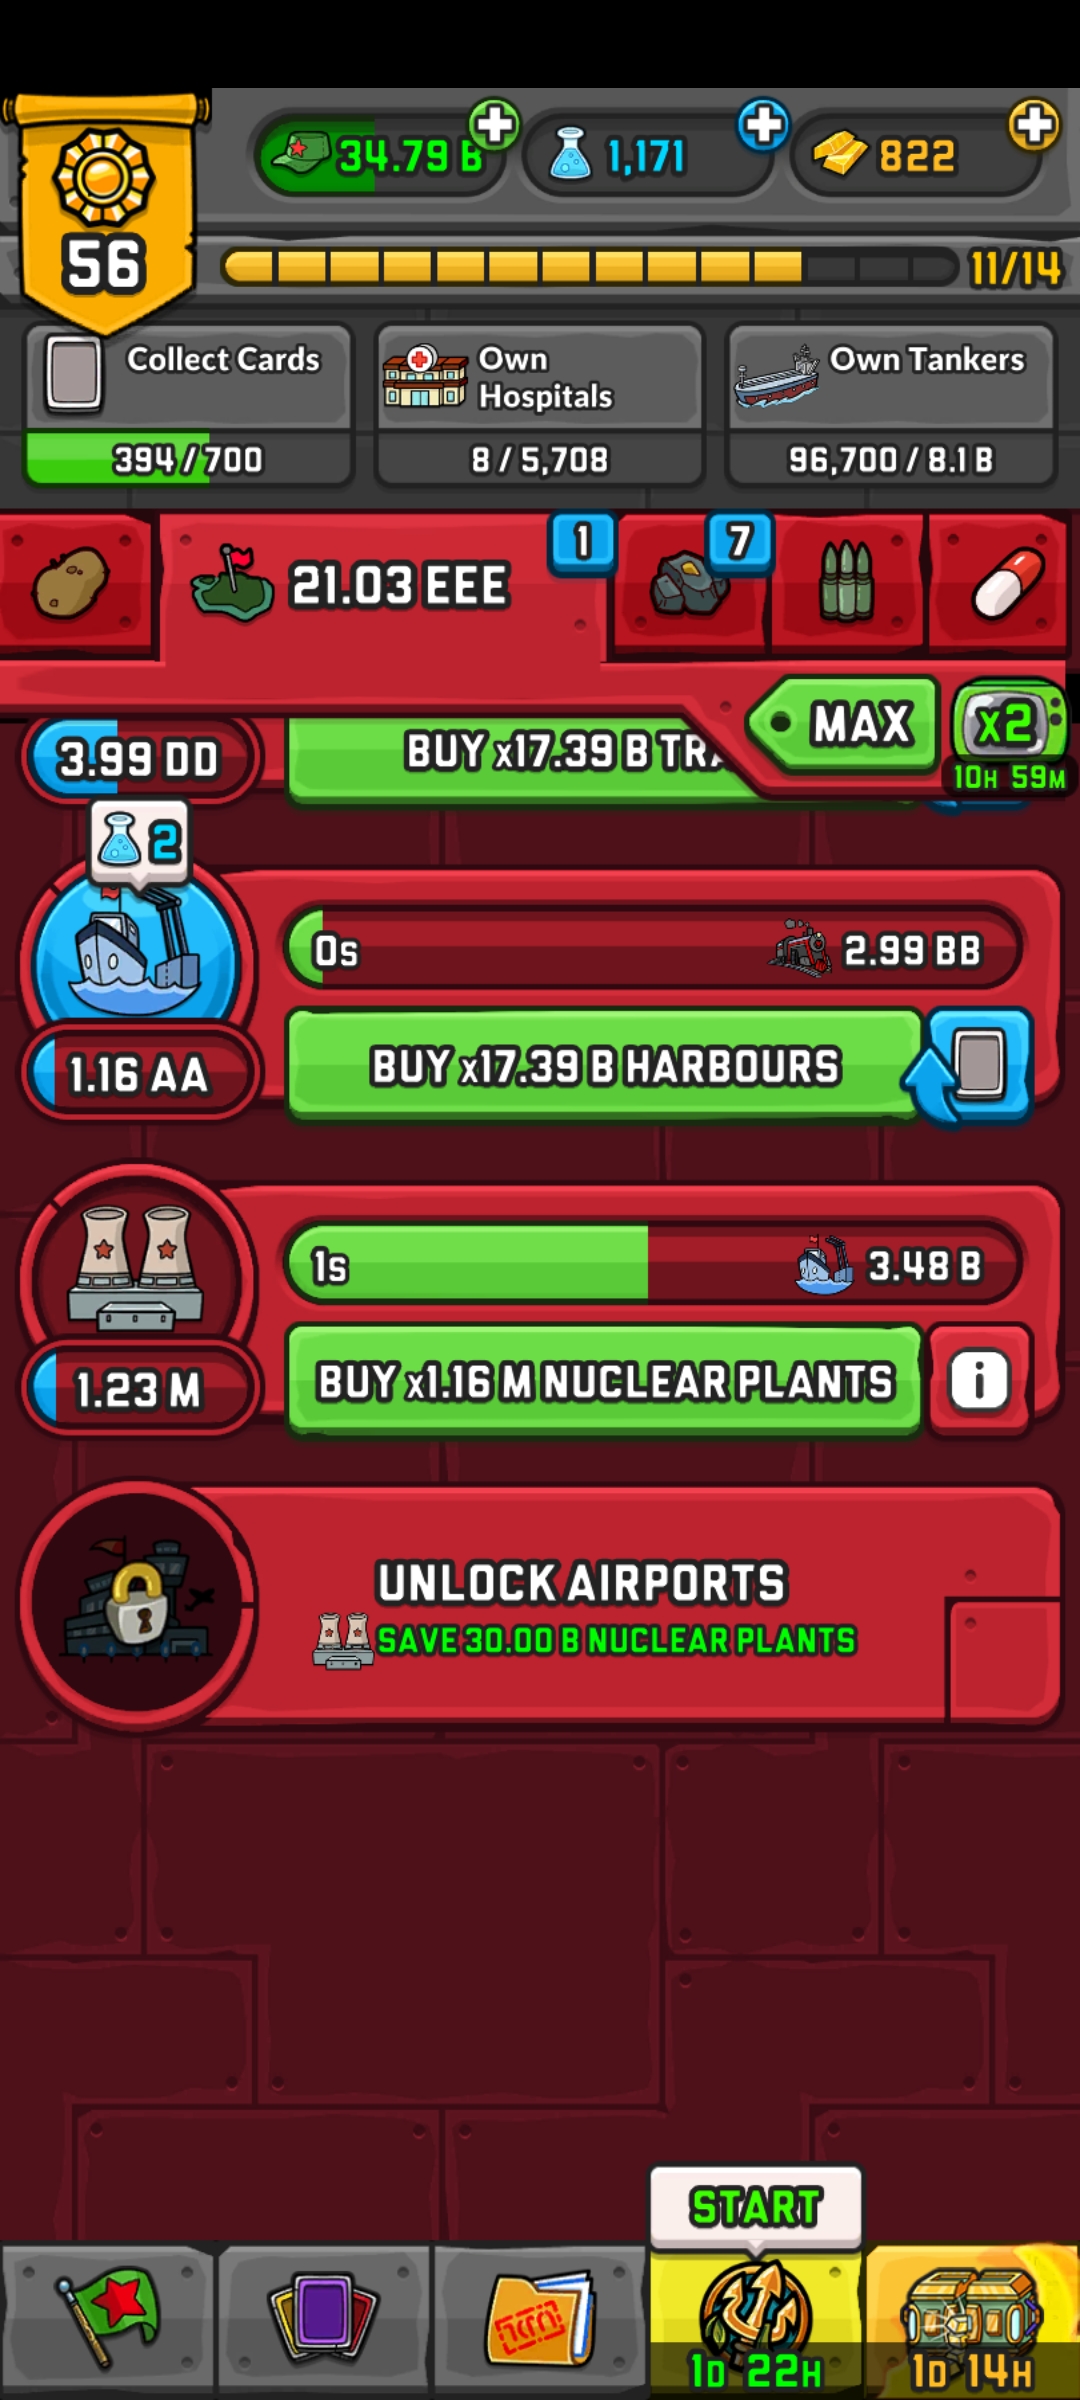 34.79 B
1,171
822
56
11/14
Collect Cards
394/700
Own
Hospitals
8/5,708
Own Tankers
96,700/8.1 B
21.03 EEE
1
7
MAX
x2
10H 59M
3.99 DD
BUY x17.39 B TRA
2
0s
2.99 BB
1.16 AA
BUY x17.39 B HARBOURS
1s
3.48 B
1.23 M
BUY x1.16 M NUCLEAR PLANTS
i
UNLOCK AIRPORTS
SAVE 30.00 B NUCLEAR PLANTS
START
1D 22H
1D 14H